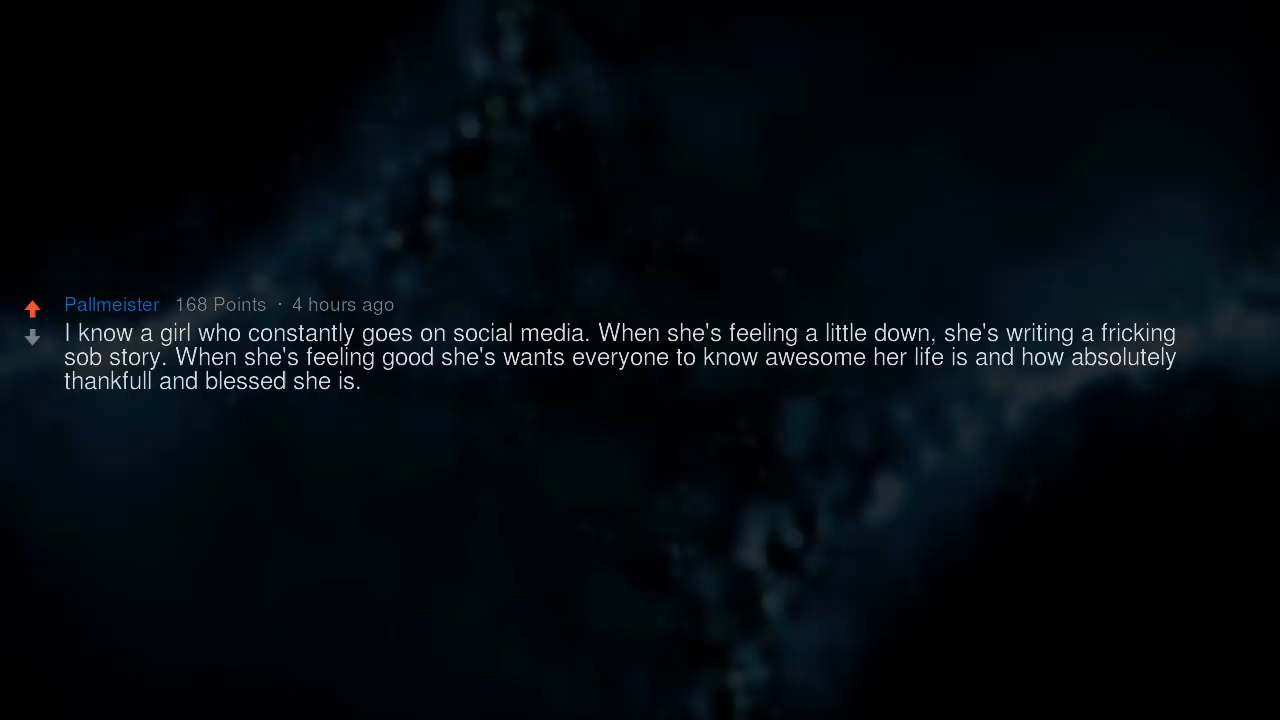 Pallmeister 168 Points · 4 hours ago
I know a girl who constantly goes on social media. When she's feeling a little down, she's writing a fricking
sob story. When she's feeling good she's wants everyone to know awesome her life is and how absolutely
thankfull and blessed she is.